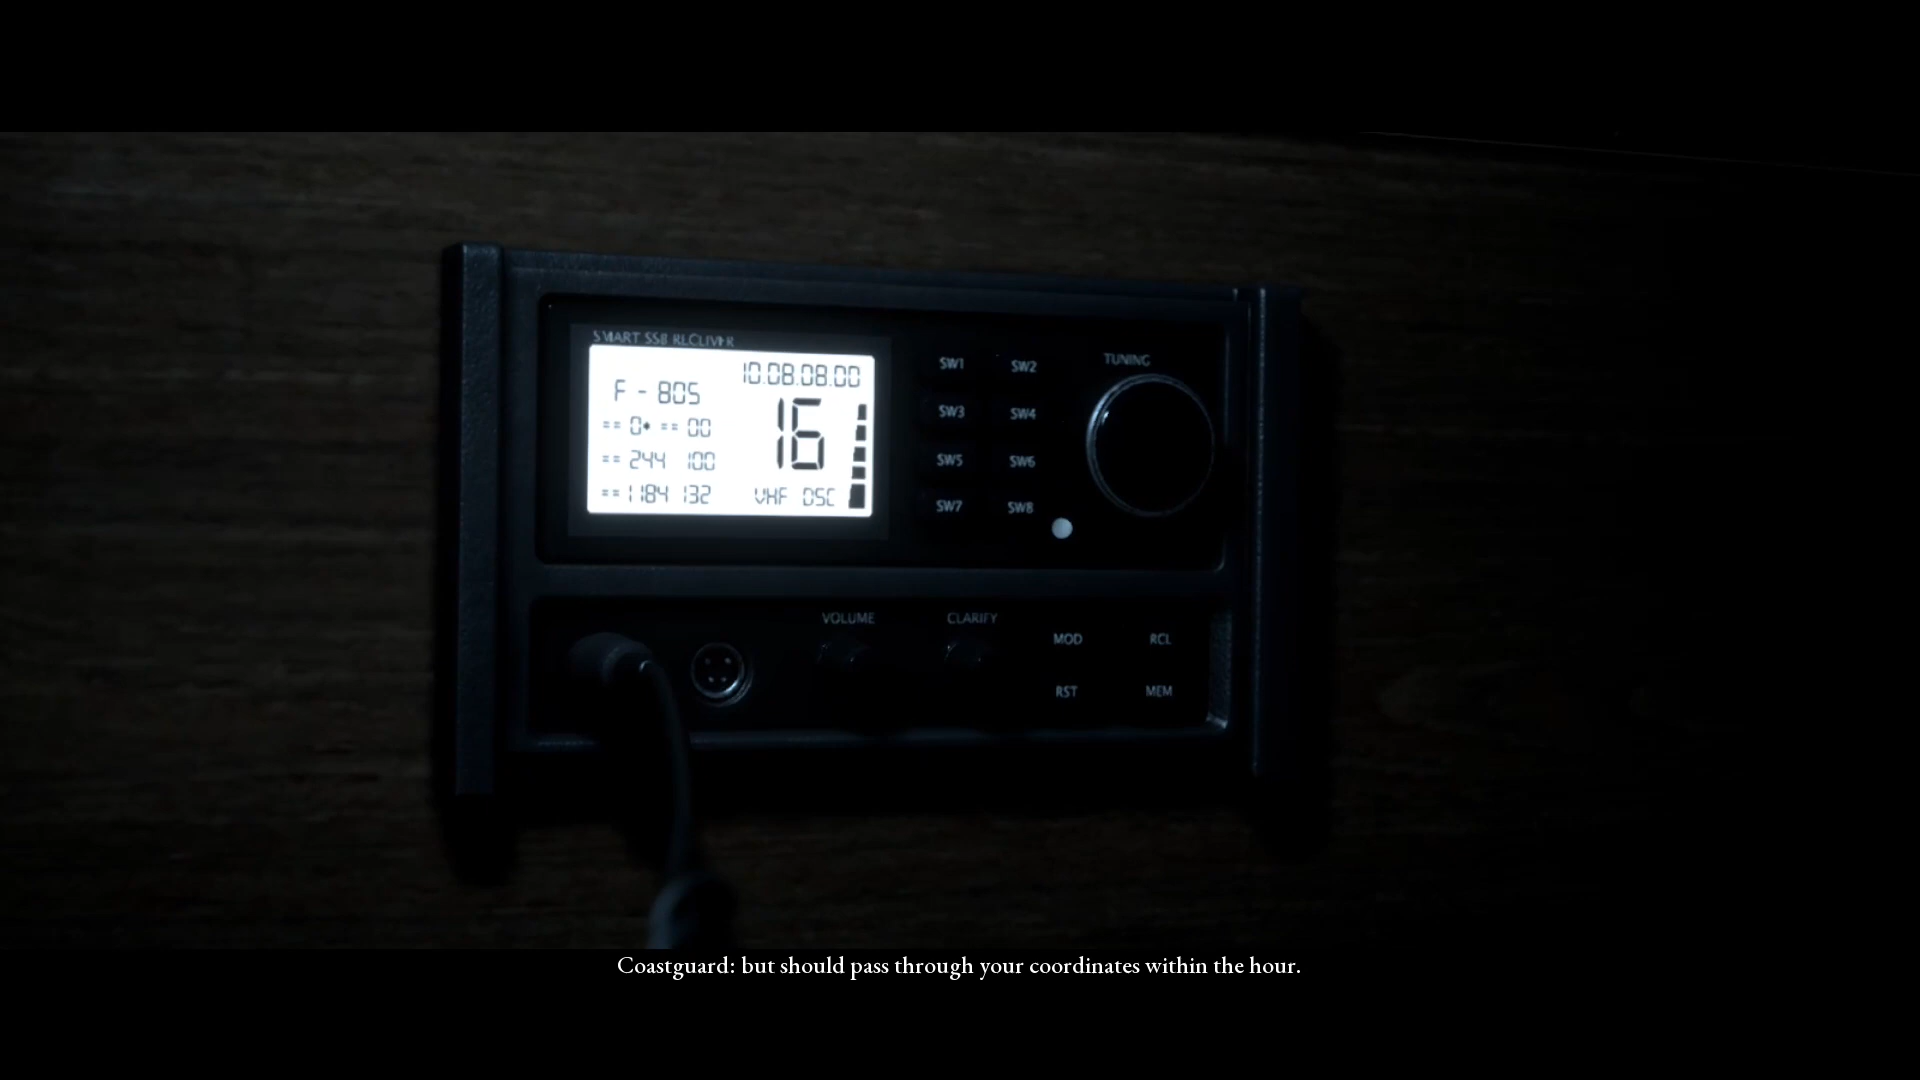 SMART SSB RECEIVER
10.08.08.00
F - 805
16
== 0• == 00
== 244 100
== 1184 132
VHF DSC
SW1 SW2
SW3 SW4
SW5 SW6
SW7 SW8
TUNING
VOLUME CLARIFY
MOD RCL
RST MEM
Coastguard: but should pass through your coordinates within the hour.